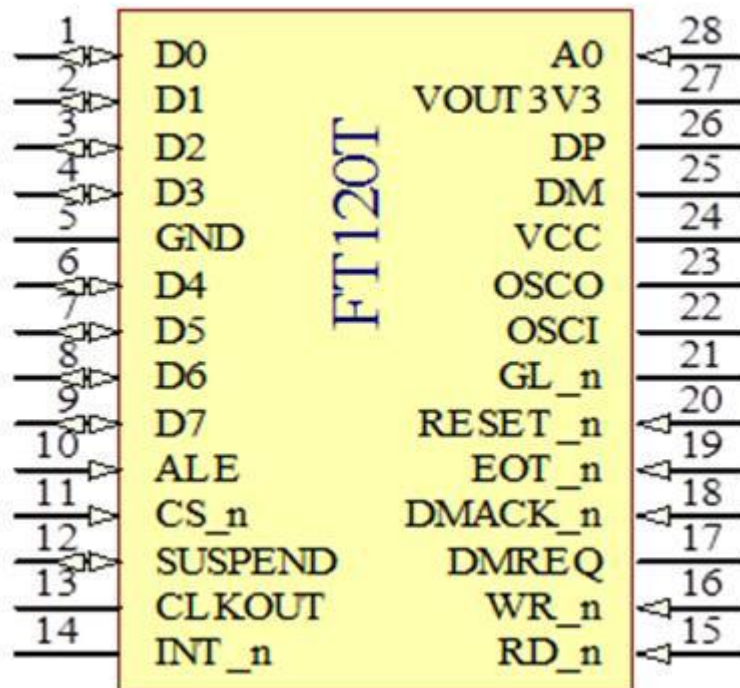 1 D0 A0 28
2 D1 VOUT3V3 27
3 D2 DP 26
4 D3 DM 25
5 GND VCC 24
6 D4 OSCO 23
7 D5 OSCI 22
8 D6 GL_n 21
9 D7 RESET_n 20
10 ALE EOT_n 19
11 CS_n DMACK_n 18
12 SUSPEND DMREQ 17
13 CLKOUT WR_n 16
14 INT_n RD_n 15
FT120T